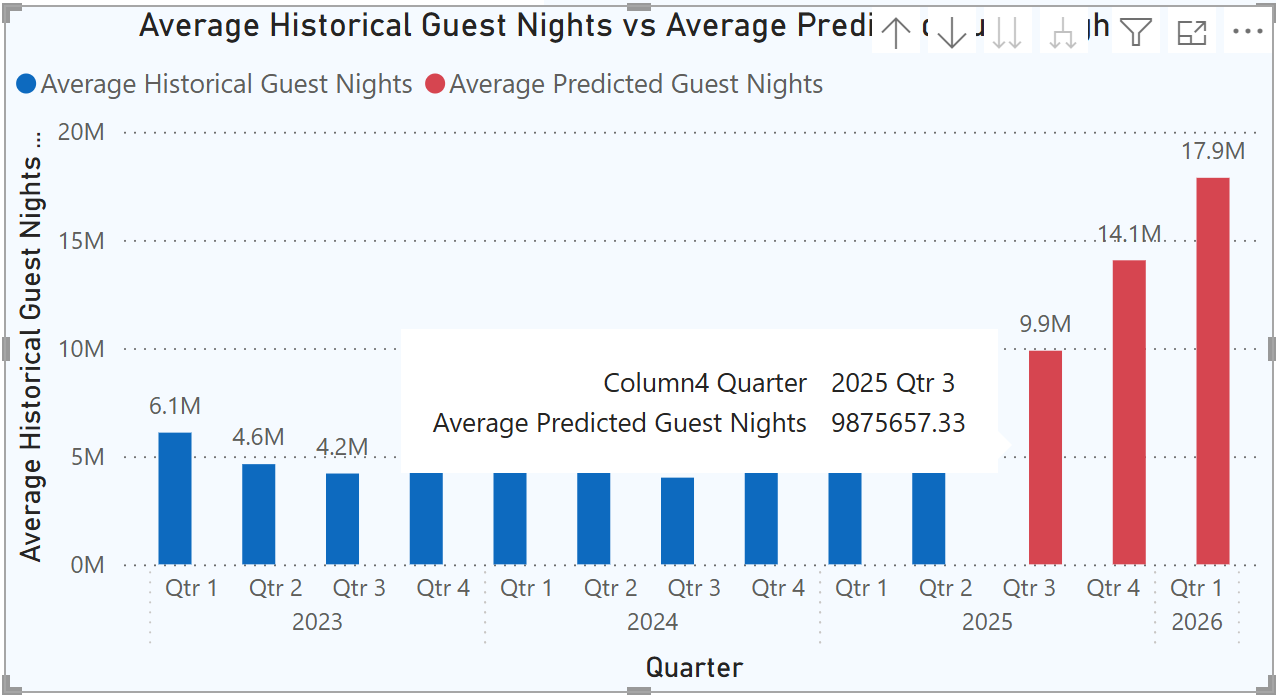 Average Historical Guest Nights vs Average Predi
Average Historical Guest Nights Average Predicted Guest Nights
Average Historical Guest Nights ...
20M
15M
10M
5M
0M
6.1M
4.6M
4.2M
9.9M
14.1M
17.9M
Column4 Quarter 2025 Qtr 3
Average Predicted Guest Nights 9875657.33
Qtr 1 Qtr 2 Qtr 3 Qtr 4 Qtr 1 Qtr 2 Qtr 3 Qtr 4 Qtr 1 Qtr 2 Qtr 3 Qtr 4 Qtr 1
2023 2024 2025 2026
Quarter